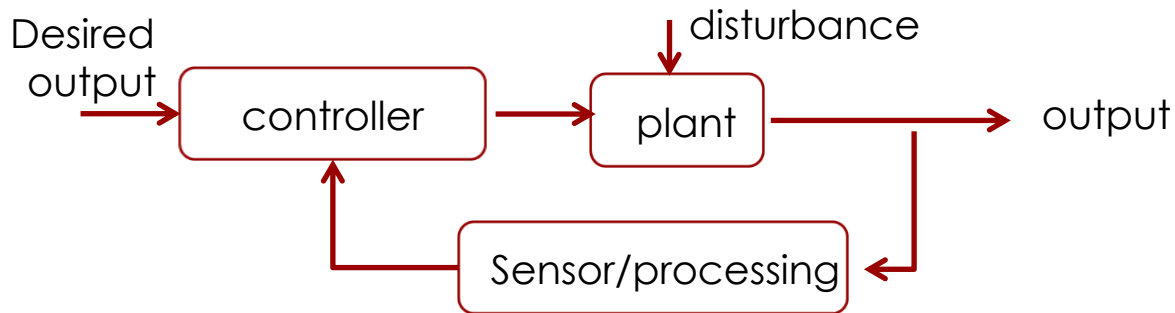 Desired
output
disturbance
controller
plant
output
Sensor/processing